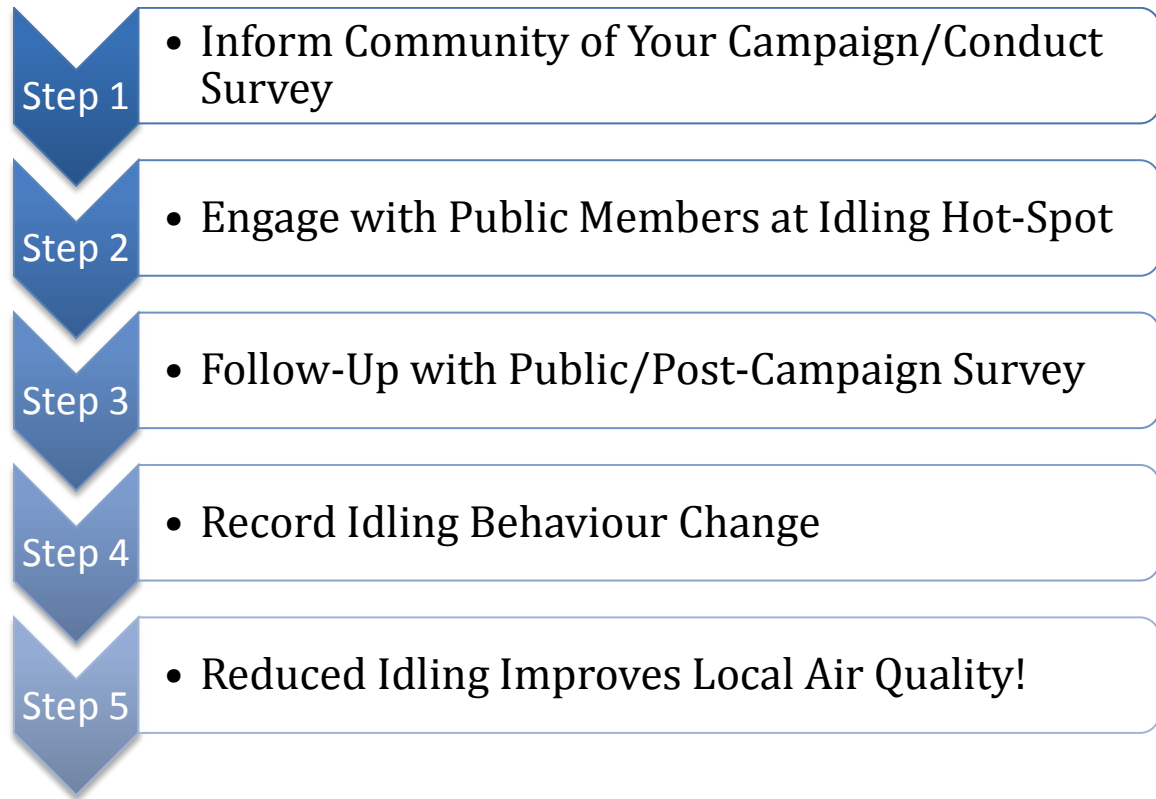 Step 1
• Inform Community of Your Campaign/Conduct
Survey
Step 2
• Engage with Public Members at Idling Hot-Spot
Step 3
• Follow-Up with Public/Post-Campaign Survey
Step 4
• Record Idling Behaviour Change
Step 5
• Reduced Idling Improves Local Air Quality!